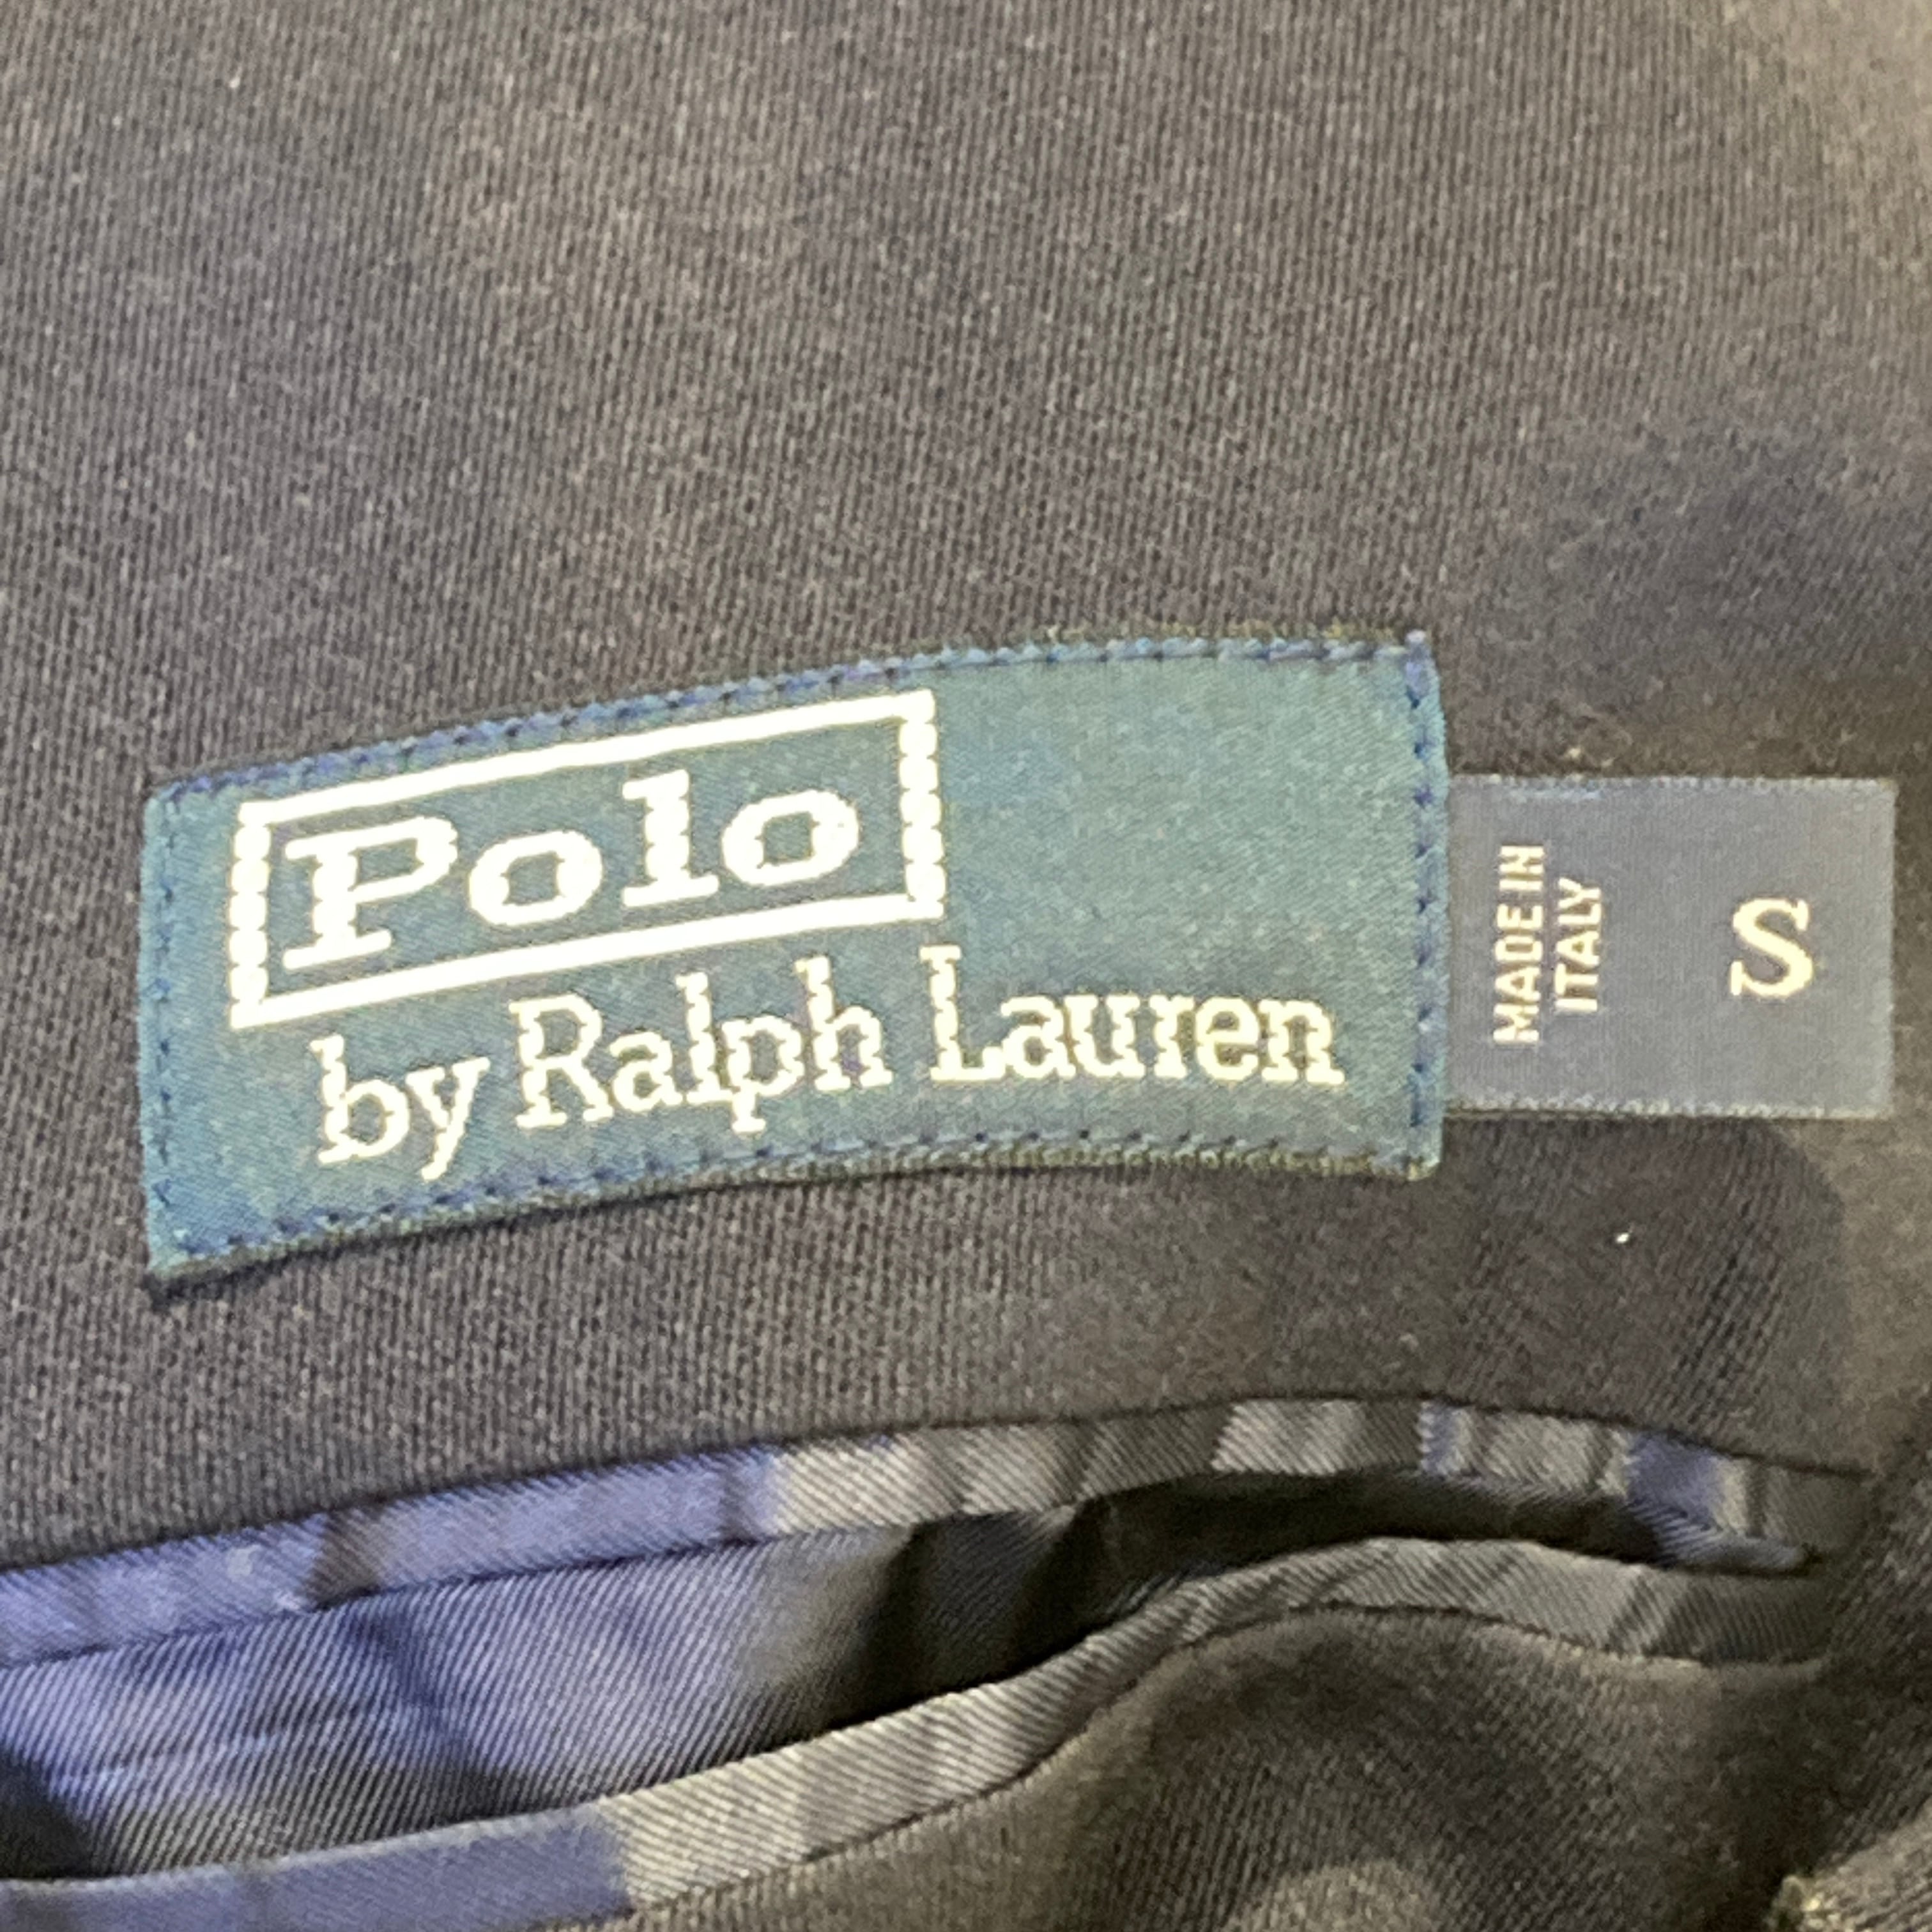 Polo
by Ralph Lauren
MADE IN
ITALY
S